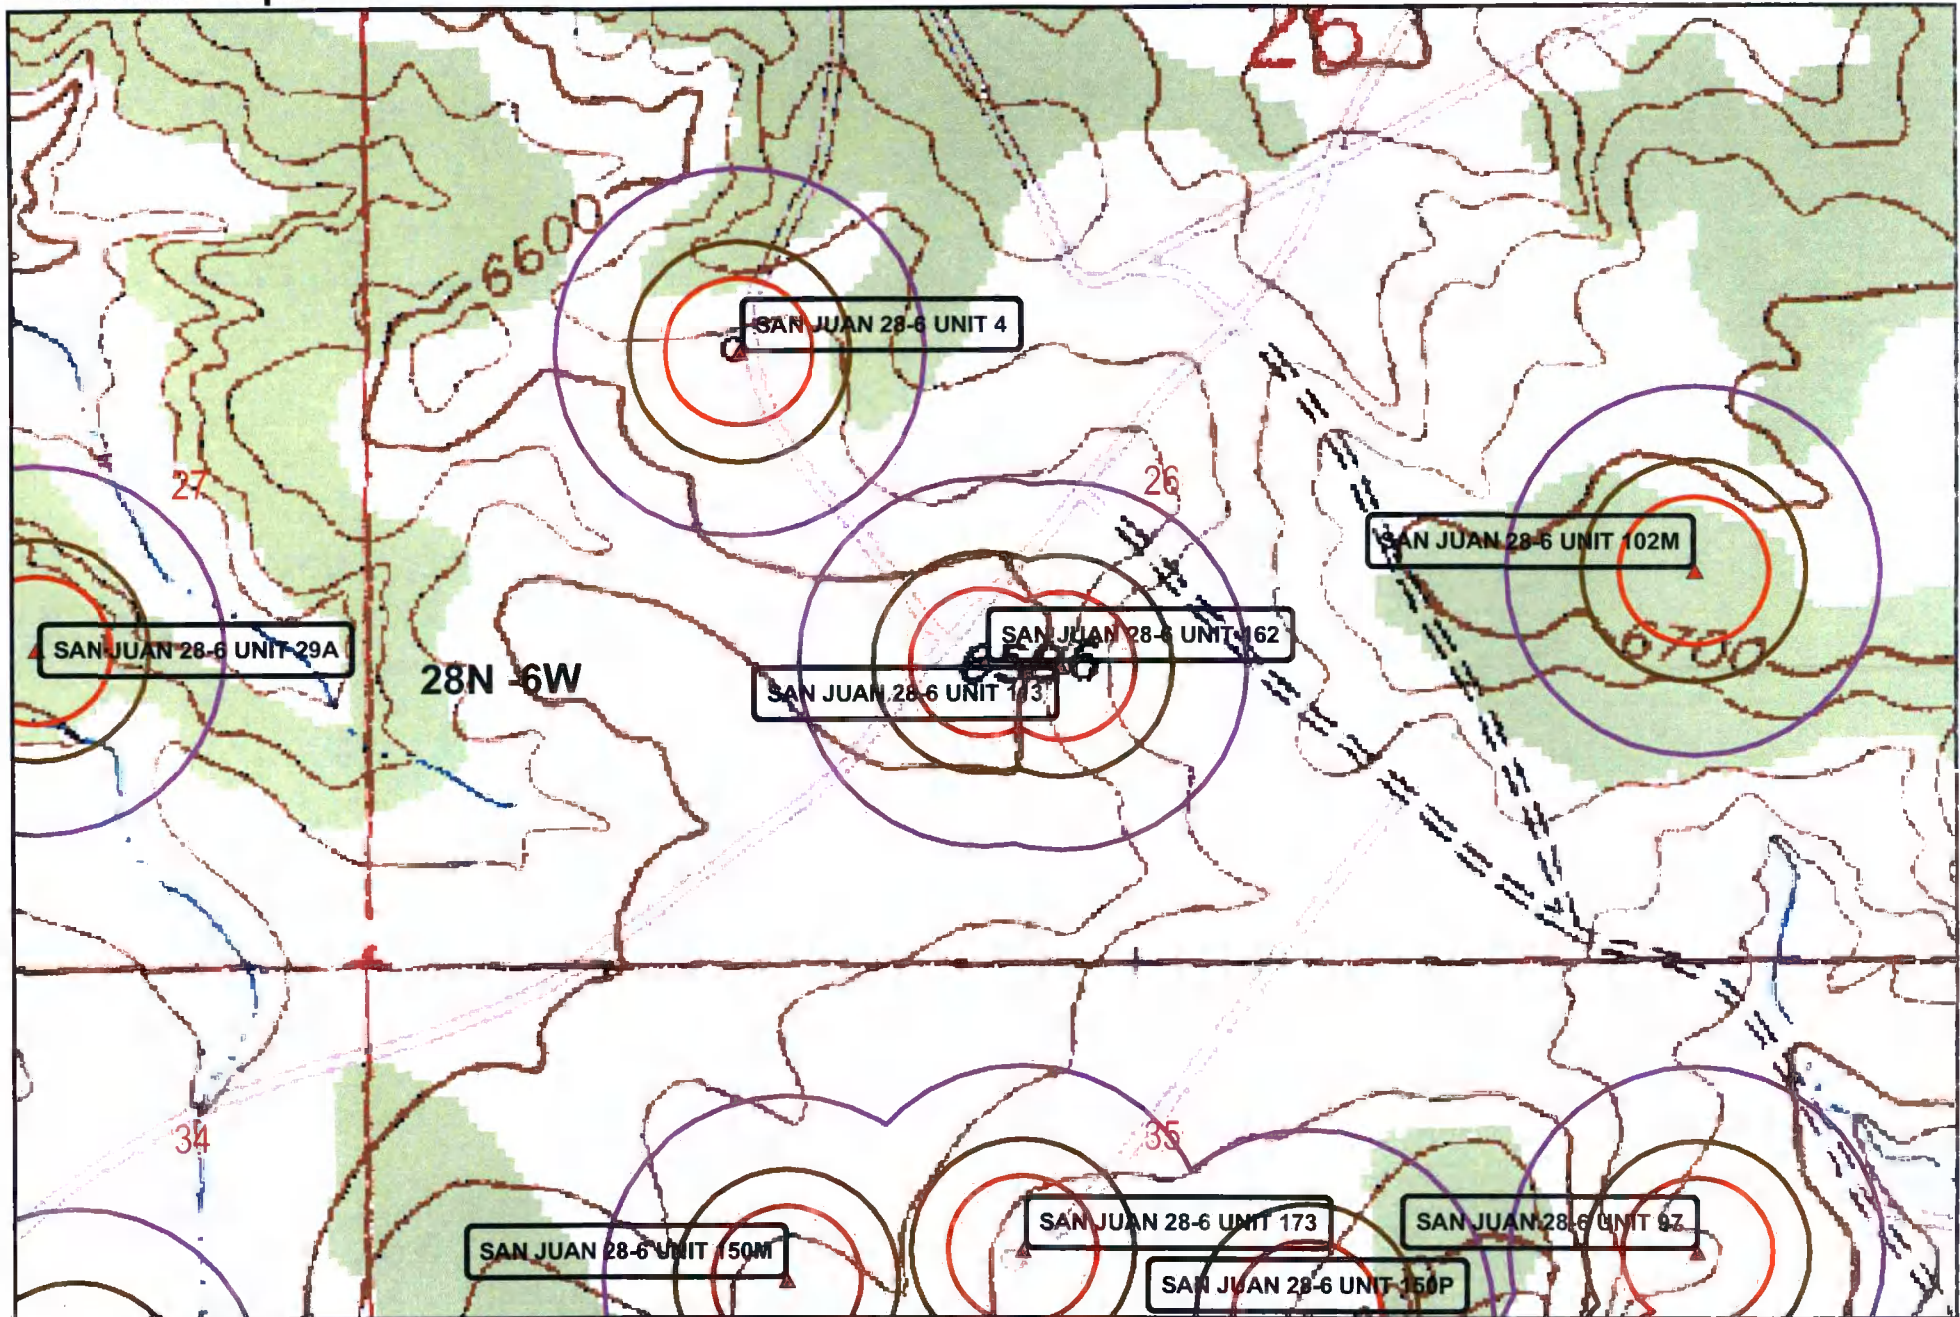 26
6600
SAN JUAN 28-6 UNIT 4
27
26
SAN JUAN 28-6 UNIT 102M
SAN JUAN 28-6 UNIT 162
SAN JUAN 28-6 UNIT 29A
6700
28N 6W
SAN JUAN 28-6 UNIT
34
35
SAN JUAN 28-6 UNIT 173
SAN JUAN 28-6 UNIT 97
SAN JUAN 28-6 UNIT 150M
SAN JUAN 28-6 UNIT 150P